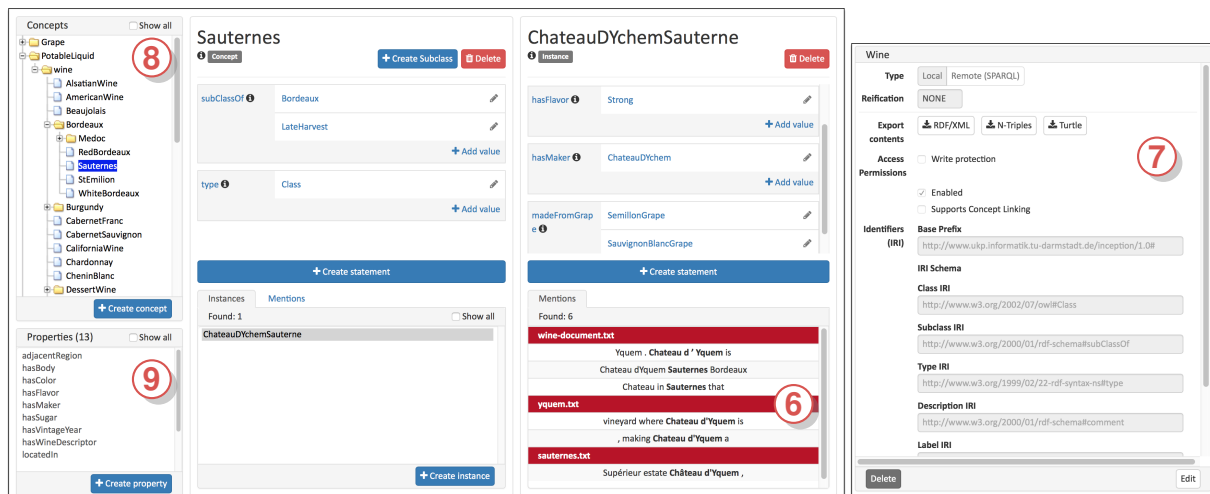 Concepts
Show all
Grape
PotableLiquid
wine
AlsatianWine
AmericanWine
Beaujolais
Bordeaux
Medoc
RedBordeaux
Sauternes
StEmilion
WhiteBordeaux
Burgundy
CabernetFranc
CabernetSauvignon
CaliforniaWine
Chardonnay
CheninBlanc
DessertWine
Create concept
8
Properties (13)
Show all
adjacentRegion
hasBody
hasColor
hasFlavor
hasMaker
hasSugar
hasVintageYear
hasWineDescriptor
locatedIn
Create property
9
Sauternes
Concept
Create Subclass
Delete
subClassOf
Bordeaux
LateHarvest
Add value
type
Class
Add value
Create statement
Instances
Mentions
Found: 1
Show all
ChateauDYchemSauterne
Create instance
ChateauDYchemSauterne
Instance
Delete
hasFlavor
Strong
Add value
hasMaker
ChateauDYchem
Add value
madeFromGrap
e
SemillonGrape
SauvignonBlancGrape
Create statement
Mentions
Found: 6
wine-document.txt
Yquem . Chateau d ’ Yquem is
Chateau dYquem Sauternes Bordeaux
Chateau in Sauternes that
yquem.txt
vineyard where Chateau d'Yquem is
, making Chateau d'Yquem a
sauternes.txt
Supérieur estate Château d'Yquem ,
6
Wine
Type
Local
Remote (SPARQL)
Reification
NONE
Export
contents
RDF/XML
N-Triples
Turtle
Access
Permissions
Write protection
Enabled
Supports Concept Linking
Identifiers
(IRI)
Base Prefix
http://www.ukp.informatik.tu-darmstadt.de/inception/1.0#
IRI Schema
Class IRI
http://www.w3.org/2002/07/owl#Class
Subclass IRI
http://www.w3.org/2000/01/rdf-schema#subClassOf
Type IRI
http://www.w3.org/1999/02/22-rdf-syntax-ns#type
Description IRI
http://www.w3.org/2000/01/rdf-schema#comment
Label IRI
Delete
Edit
7